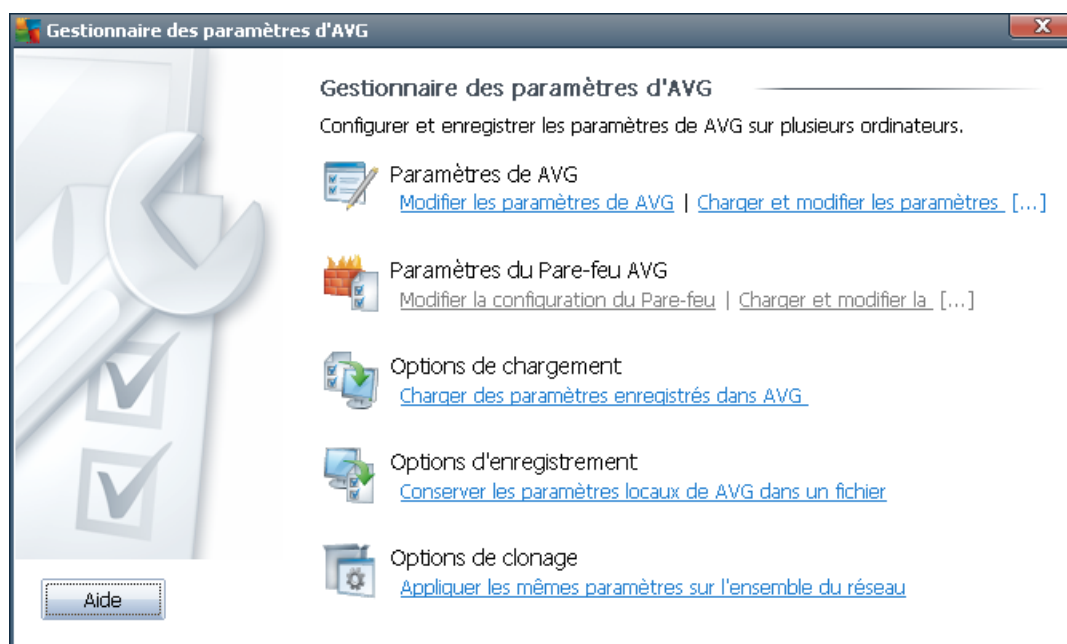 Gestionnaire des paramètres d'AVG
Gestionnaire des paramètres d'AVG
Configurer et enregistrer les paramètres de AVG sur plusieurs ordinateurs.
Paramètres de AVG
Modifier les paramètres de AVG | Charger et modifier les paramètres [...]
Paramètres du Pare-feu AVG
Modifier la configuration du Pare-feu | Charger et modifier la [...]
Options de chargement
Charger des paramètres enregistrés dans AVG
Options d'enregistrement
Conserver les paramètres locaux de AVG dans un fichier
Options de clonage
Appliquer les mêmes paramètres sur l'ensemble du réseau
Aide